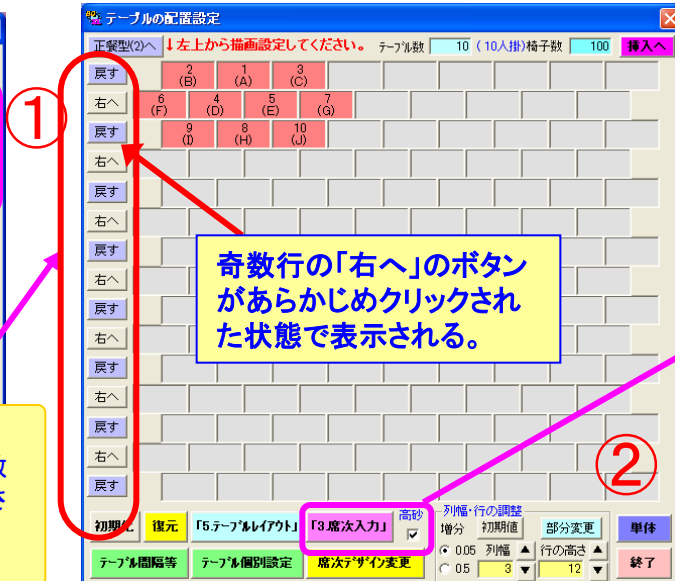 テーブルの配置設定
正餐型(2)へ ↓左上から描画設定してください。 テーブル数 10 (10人掛)椅子数 100 挿入へ
戻す 2 (B) 1 (A) 3 (C)
右へ 6 (F) 4 (D) 5 (E) 7 (G)
戻す 9 (I) 8 (H) 10 (J)
右へ
戻す
右へ
戻す
右へ
戻す
右へ
戻す
右へ
戻す
右へ
戻す
①
奇数行の「右へ」のボタン
があらかじめクリックされ
た状態で表示される。
②
初期化 復元 「5.テーブルレイアウト」 「3.席次入力」 高砂
列幅・行の調整
増分 初期値 部分変更 単体
0.05 列幅 ▲ 行の高さ ▲
テーブル間隔等 テーブル個別設定 席次デザイン変更 0.5 3 ▼ 12 ▼ 終了